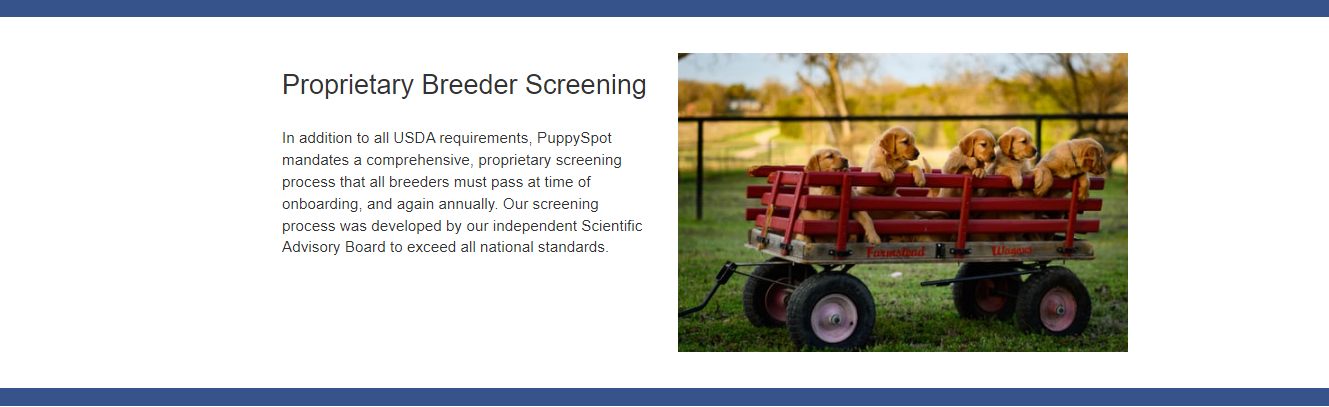 Proprietary Breeder Screening
In addition to all USDA requirements, PuppySpot
mandates a comprehensive, proprietary screening
process that all breeders must pass at time of
onboarding, and again annually. Our screening
process was developed by our independent Scientific
Advisory Board to exceed all national standards.
Farmstead Wagons